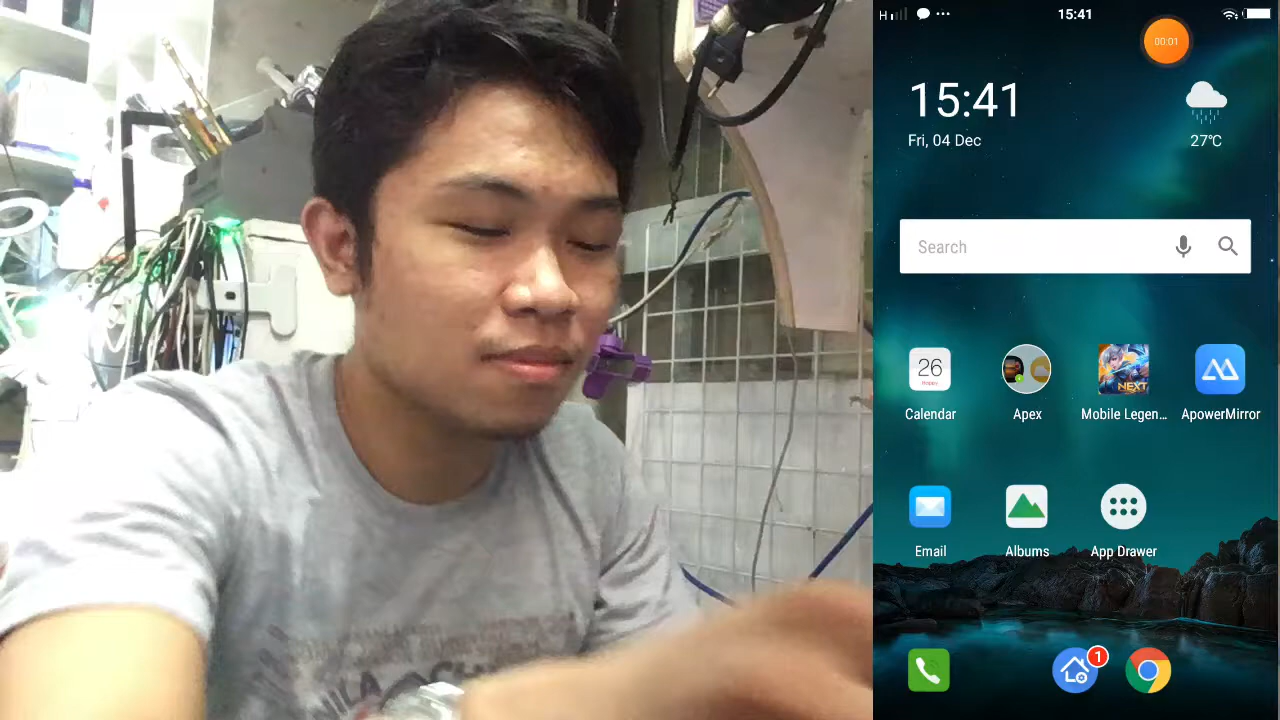 H
15:41
00:01
15:41
Fri, 04 Dec
27℃
Search
26
Happy
NEXT
Calendar
Apex
Mobile Legen...
ApowerMirror
Email
Albums
App Drawer
1